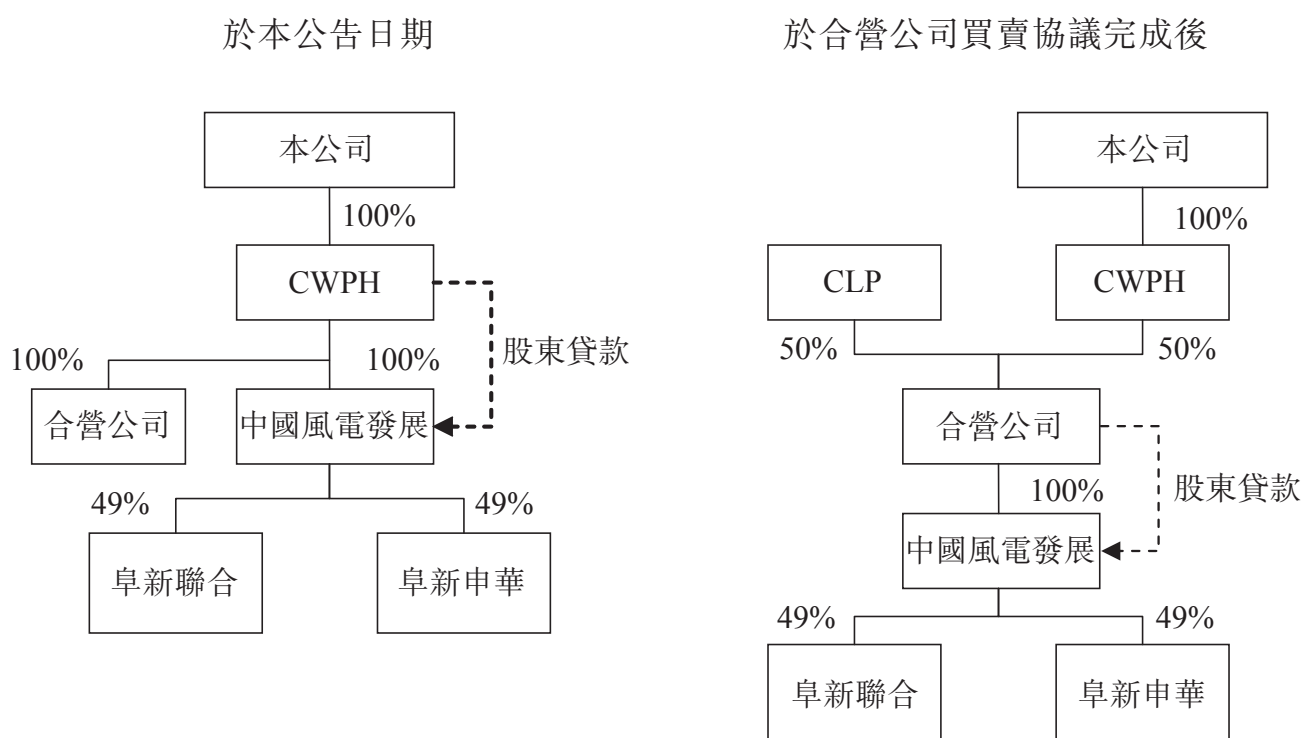 於本公告日期
本公司
100%
CWPH
股東貸款
100%
100%
合營公司
中國風電發展
49%
49%
阜新聯合
阜新申華
於合營公司買賣協議完成後
本公司
100%
CLP
CWPH
50%
50%
合營公司
股東貸款
100%
中國風電發展
49%
49%
阜新聯合
阜新申華